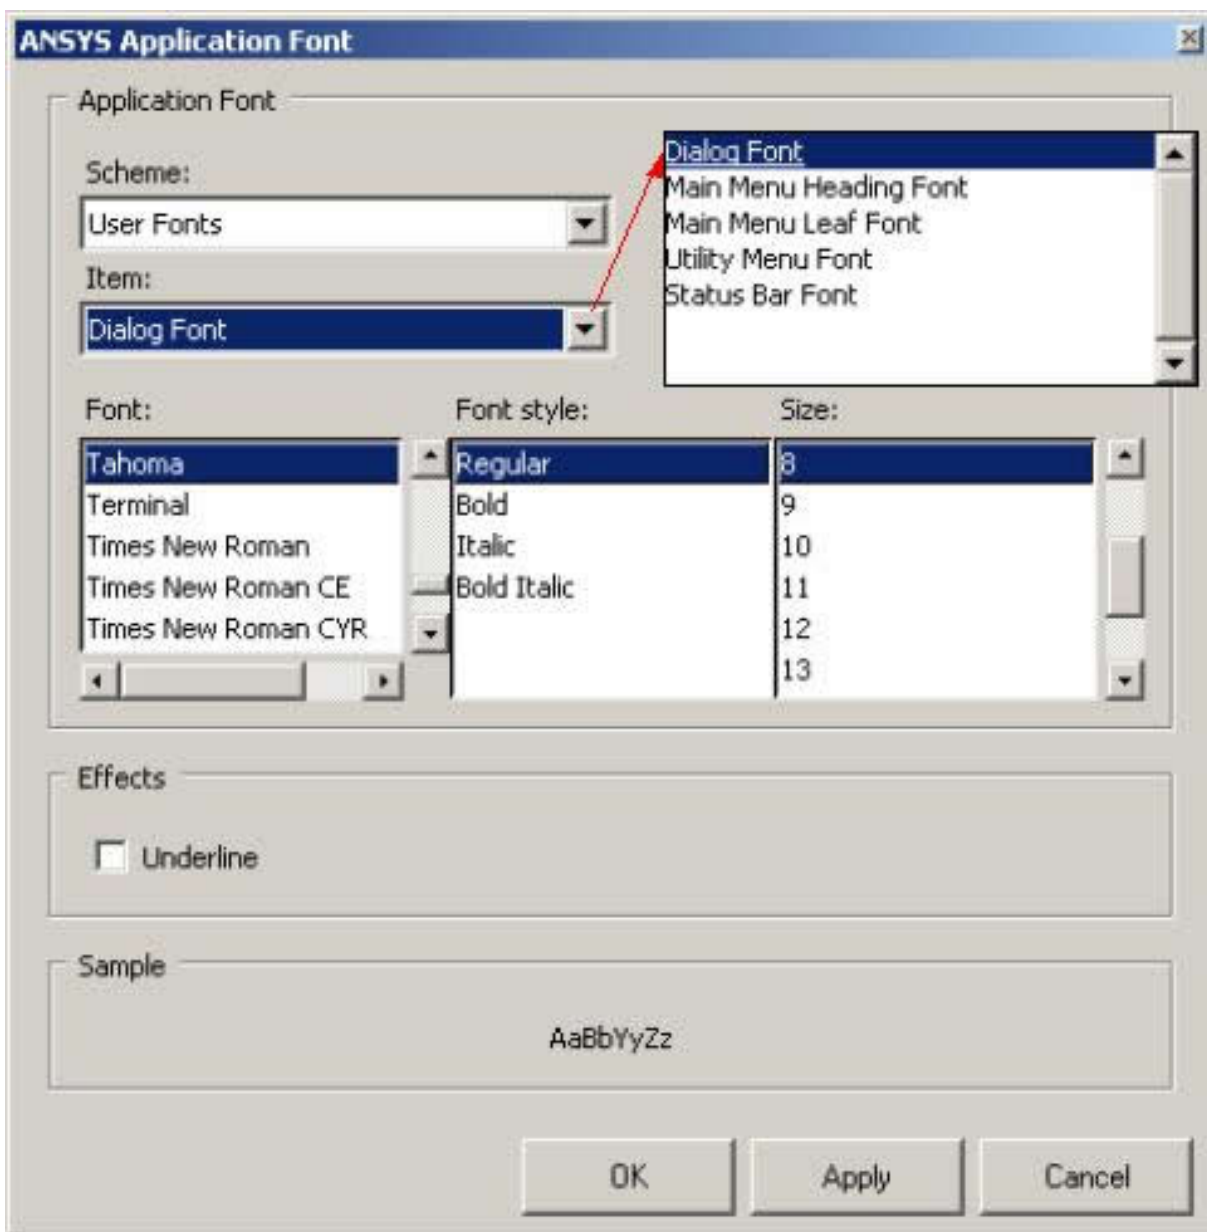 ANSYS Application Font
Application Font
Scheme:
User Fonts
Item:
Dialog Font
Dialog Font
Main Menu Heading Font
Main Menu Leaf Font
Utility Menu Font
Status Bar Font
Font:
Tahoma
Terminal
Times New Roman
Times New Roman CE
Times New Roman CYR
Font style:
Regular
Bold
Italic
Bold Italic
Size:
8
9
10
11
12
13
Effects
Underline
Sample
AaBbYyZz
OK
Apply
Cancel